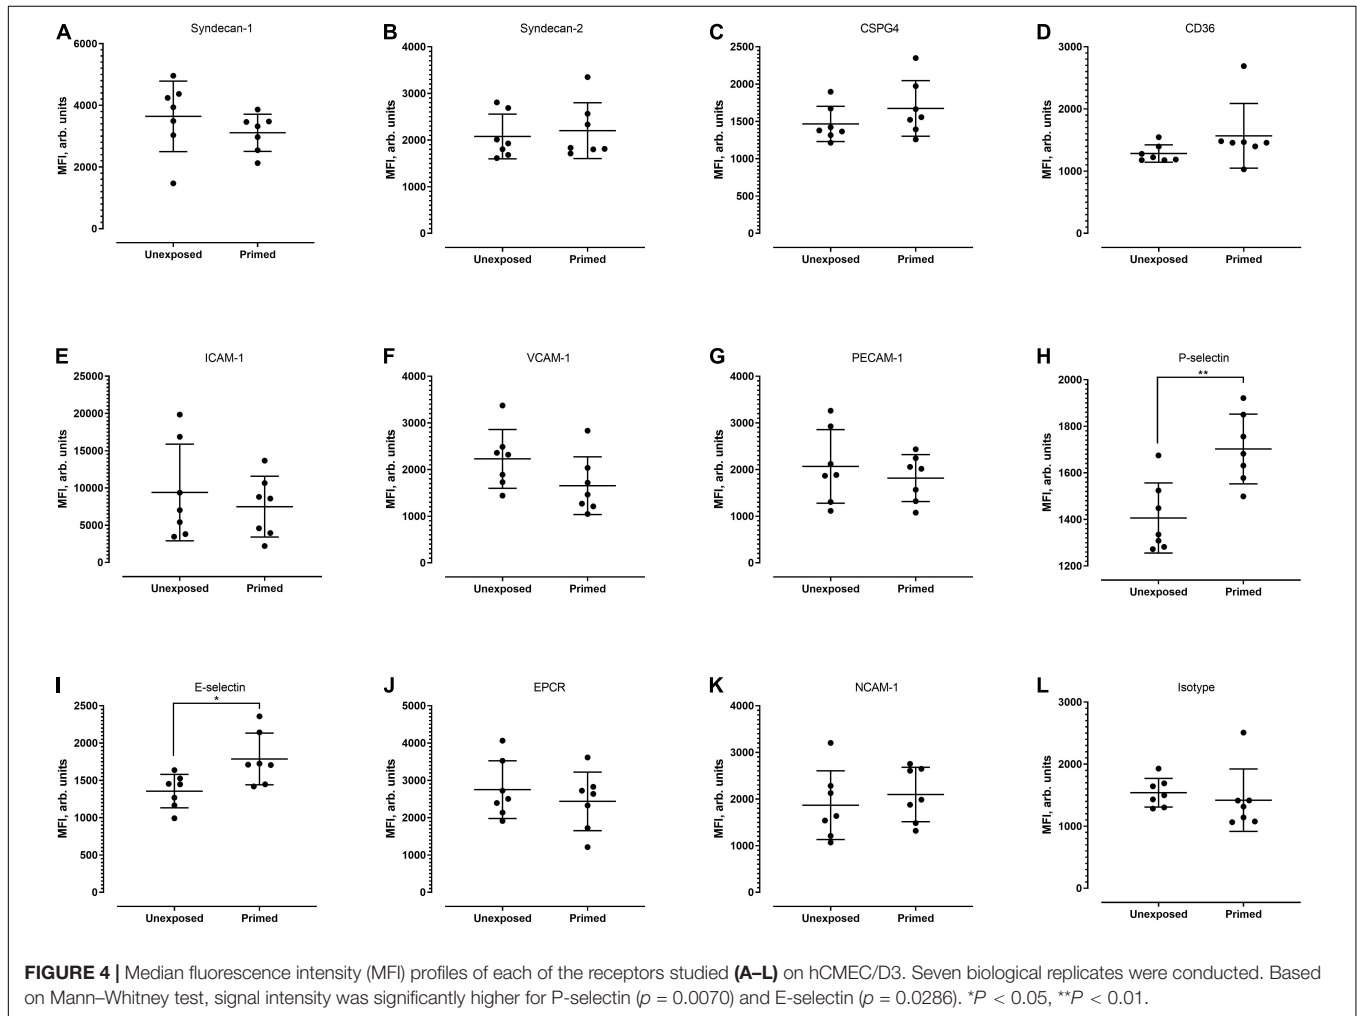 A
Syndecan-1
MFI, arb. units
6000
4000
2000
0
Unexposed
Primed
B
Syndecan-2
MFI, arb. units
4000
3000
2000
1000
0
Unexposed
Primed
C
CSPG4
MFI, arb. units
2500
2000
1500
1000
500
0
Unexposed
Primed
D
CD36
MFI, arb. units
3000
2000
1000
0
Unexposed
Primed
E
ICAM-1
MFI, arb. units
25000
20000
15000
10000
5000
0
Unexposed
Primed
F
VCAM-1
MFI, arb. units
4000
3000
2000
1000
0
Unexposed
Primed
G
PECAM-1
MFI, arb. units
4000
3000
2000
1000
0
Unexposed
Primed
H
P-selectin
**
MFI, arb. units
2000
1800
1600
1400
1200
Unexposed
Primed
I
E-selectin
*
MFI, arb. units
2500
2000
1500
1000
500
0
Unexposed
Primed
J
EPCR
MFI, arb. units
5000
4000
3000
2000
1000
0
Unexposed
Primed
K
NCAM-1
MFI, arb. units
4000
3000
2000
1000
0
Unexposed
Primed
L
Isotype
MFI, arb. units
3000
2000
1000
0
Unexposed
Primed
FIGURE 4 | Median fluorescence intensity (MFI) profiles of each of the receptors studied (A–L) on hCMEC/D3. Seven biological replicates were conducted. Based
on Mann–Whitney test, signal intensity was significantly higher for P-selectin (p = 0.0070) and E-selectin (p = 0.0286). *P < 0.05, **P < 0.01.